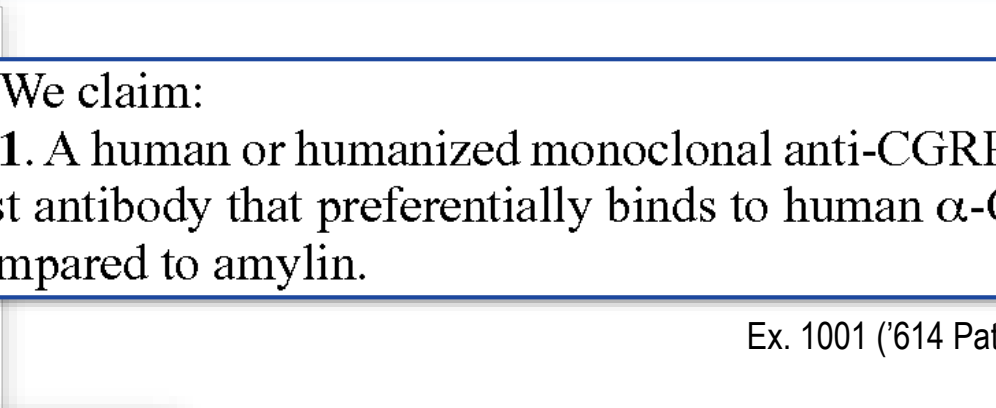 We claim:
1. A human or humanized monoclonal anti-CGRP
st antibody that preferentially binds to human α-C
mpared to amylin.
Ex. 1001 ('614 Pat